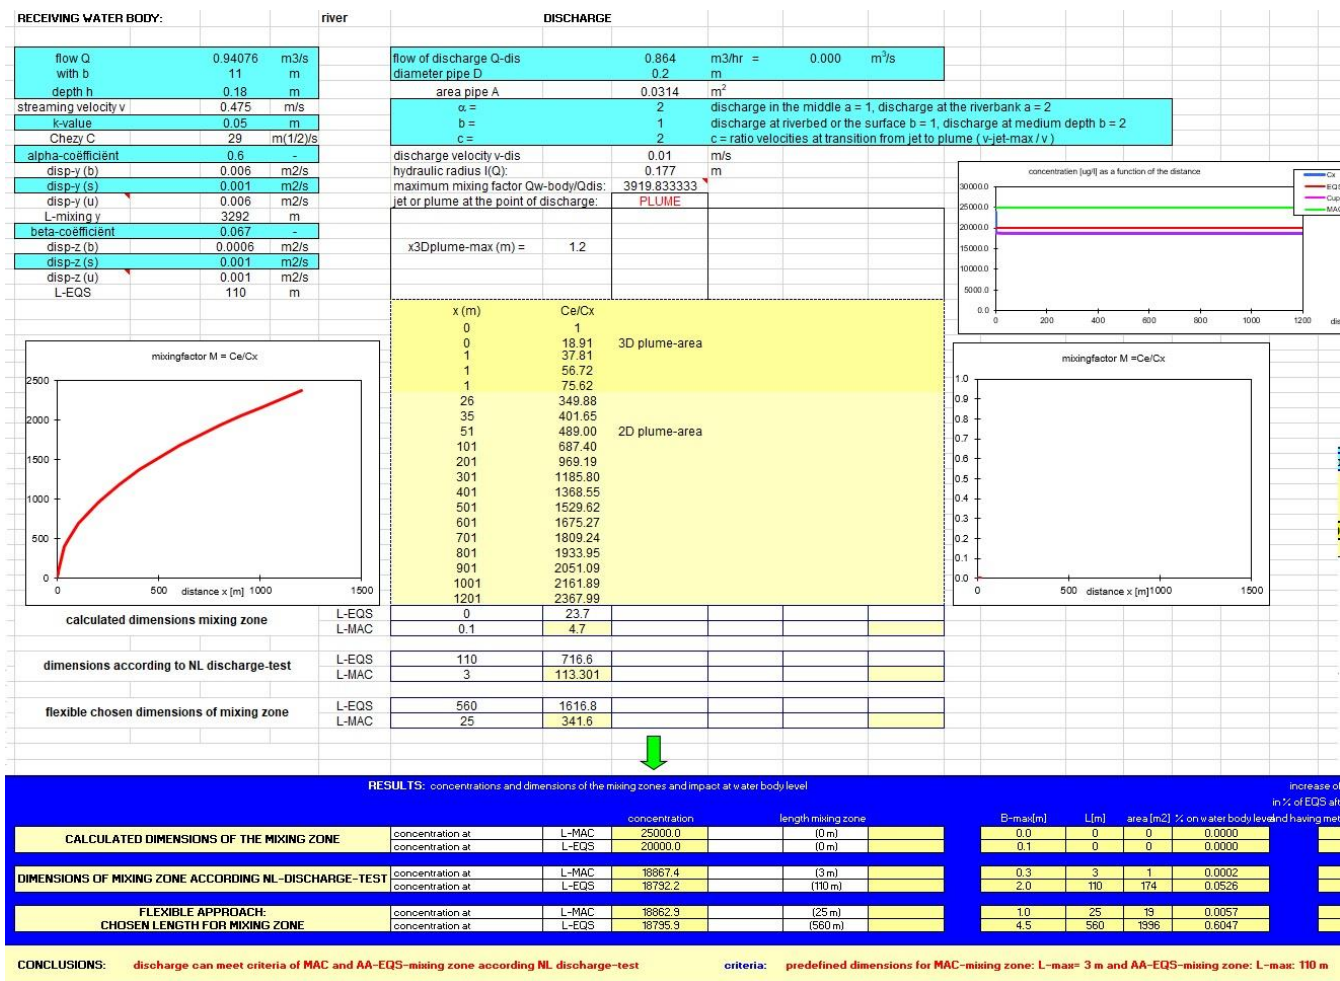 RECEIVING WATER BODY: river DISCHARGE
flow Q 0.94076 m3/s
with b 11 m
depth h 0.18 m
streaming velocity v 0.475 m/s
k-value 0.05 m
Chezy C 29 m(1/2)/s
alpha-coëfficiënt 0.6 -
disp-y (b) 0.006 m2/s
disp-y (s) 0.001 m2/s
disp-y (u) 0.006 m2/s
L-mixing y 3292 m
beta-coëfficiënt 0.067 -
disp-z (b) 0.0006 m2/s
disp-z (s) 0.001 m2/s
disp-z (u) 0.001 m2/s
L-EQS 110 m
flow of discharge Q-dis 0.864 m3/hr = 0.000 m³/s
diameter pipe D 0.2 m
area pipe A 0.0314 m²
α = 2 discharge in the middle a = 1, discharge at the riverbank a = 2
b = 1 discharge at riverbed or the surface b = 1, discharge at medium depth b = 2
c = 2 c = ratio velocities at transition from jet to plume ( v-jet-max / v )
discharge velocity v-dis 0.01 m/s
hydraulic radius I(Q): 0.177 m
maximum mixing factor Qw-body/Qdis: 3919.833333
jet or plume at the point of discharge: PLUME
x3Dplume-max (m) = 1.2
x (m) Ce/Cx
0 1
0 18.91 3D plume-area
1 37.81
1 56.72
1 75.62
26 349.88
35 401.65
51 489.00 2D plume-area
101 687.40
201 969.19
301 1185.80
401 1368.55
501 1529.62
601 1675.27
701 1809.24
801 1933.95
901 2051.09
1001 2161.89
1201 2367.99
concentration [ug/l] as a function of the distance
30000.0
25000.0
20000.0
15000.0
10000.0
5000.0
0.0
0 200 400 600 800 1000 1200
Cx
EQS
Cup
MAC
mixingfactor M = Ce/Cx
2500
2000
1500
1000
500
0
0 500 distance x [m] 1000 1500
mixingfactor M =Ce/Cx
1.0
0.9
0.8
0.7
0.6
0.5
0.4
0.3
0.2
0.1
0.0
0 500 distance x [m] 1000 1500
calculated dimensions mixing zone
L-EQS 0 23.7
L-MAC 0.1 4.7
dimensions according to NL discharge-test
L-EQS 110 716.6
L-MAC 3 113.301
flexible chosen dimensions of mixing zone
L-EQS 560 1616.8
L-MAC 25 341.6
RESULTS: concentrations and dimensions of the mixing zones and impact at water body level
increase of
in % of EQS aft
concentration length mixing zone B-max[m] L[m] area [m2] % on water body level and having met
CALCULATED DIMENSIONS OF THE MIXING ZONE
concentration at L-MAC 25000.0 (0 m) 0.0 0 0 0.0000
concentration at L-EQS 20000.0 (0 m) 0.1 0 0 0.0000
DIMENSIONS OF MIXING ZONE ACCORDING NL-DISCHARGE-TEST
concentration at L-MAC 18867.4 (3 m) 0.3 3 1 0.0002
concentration at L-EQS 18792.2 (110 m) 2.0 110 174 0.0526
FLEXIBLE APPROACH:
CHOSEN LENGTH FOR MIXING ZONE
concentration at L-MAC 18862.9 (25 m) 1.0 25 19 0.0057
concentration at L-EQS 18795.9 (560 m) 4.5 560 1996 0.6047
CONCLUSIONS: discharge can meet criteria of MAC and AA-EQS-mixing zone according NL discharge-test criteria: predefined dimensions for MAC-mixing zone: L-max= 3 m and AA-EQS-mixing zone: L-max: 110 m